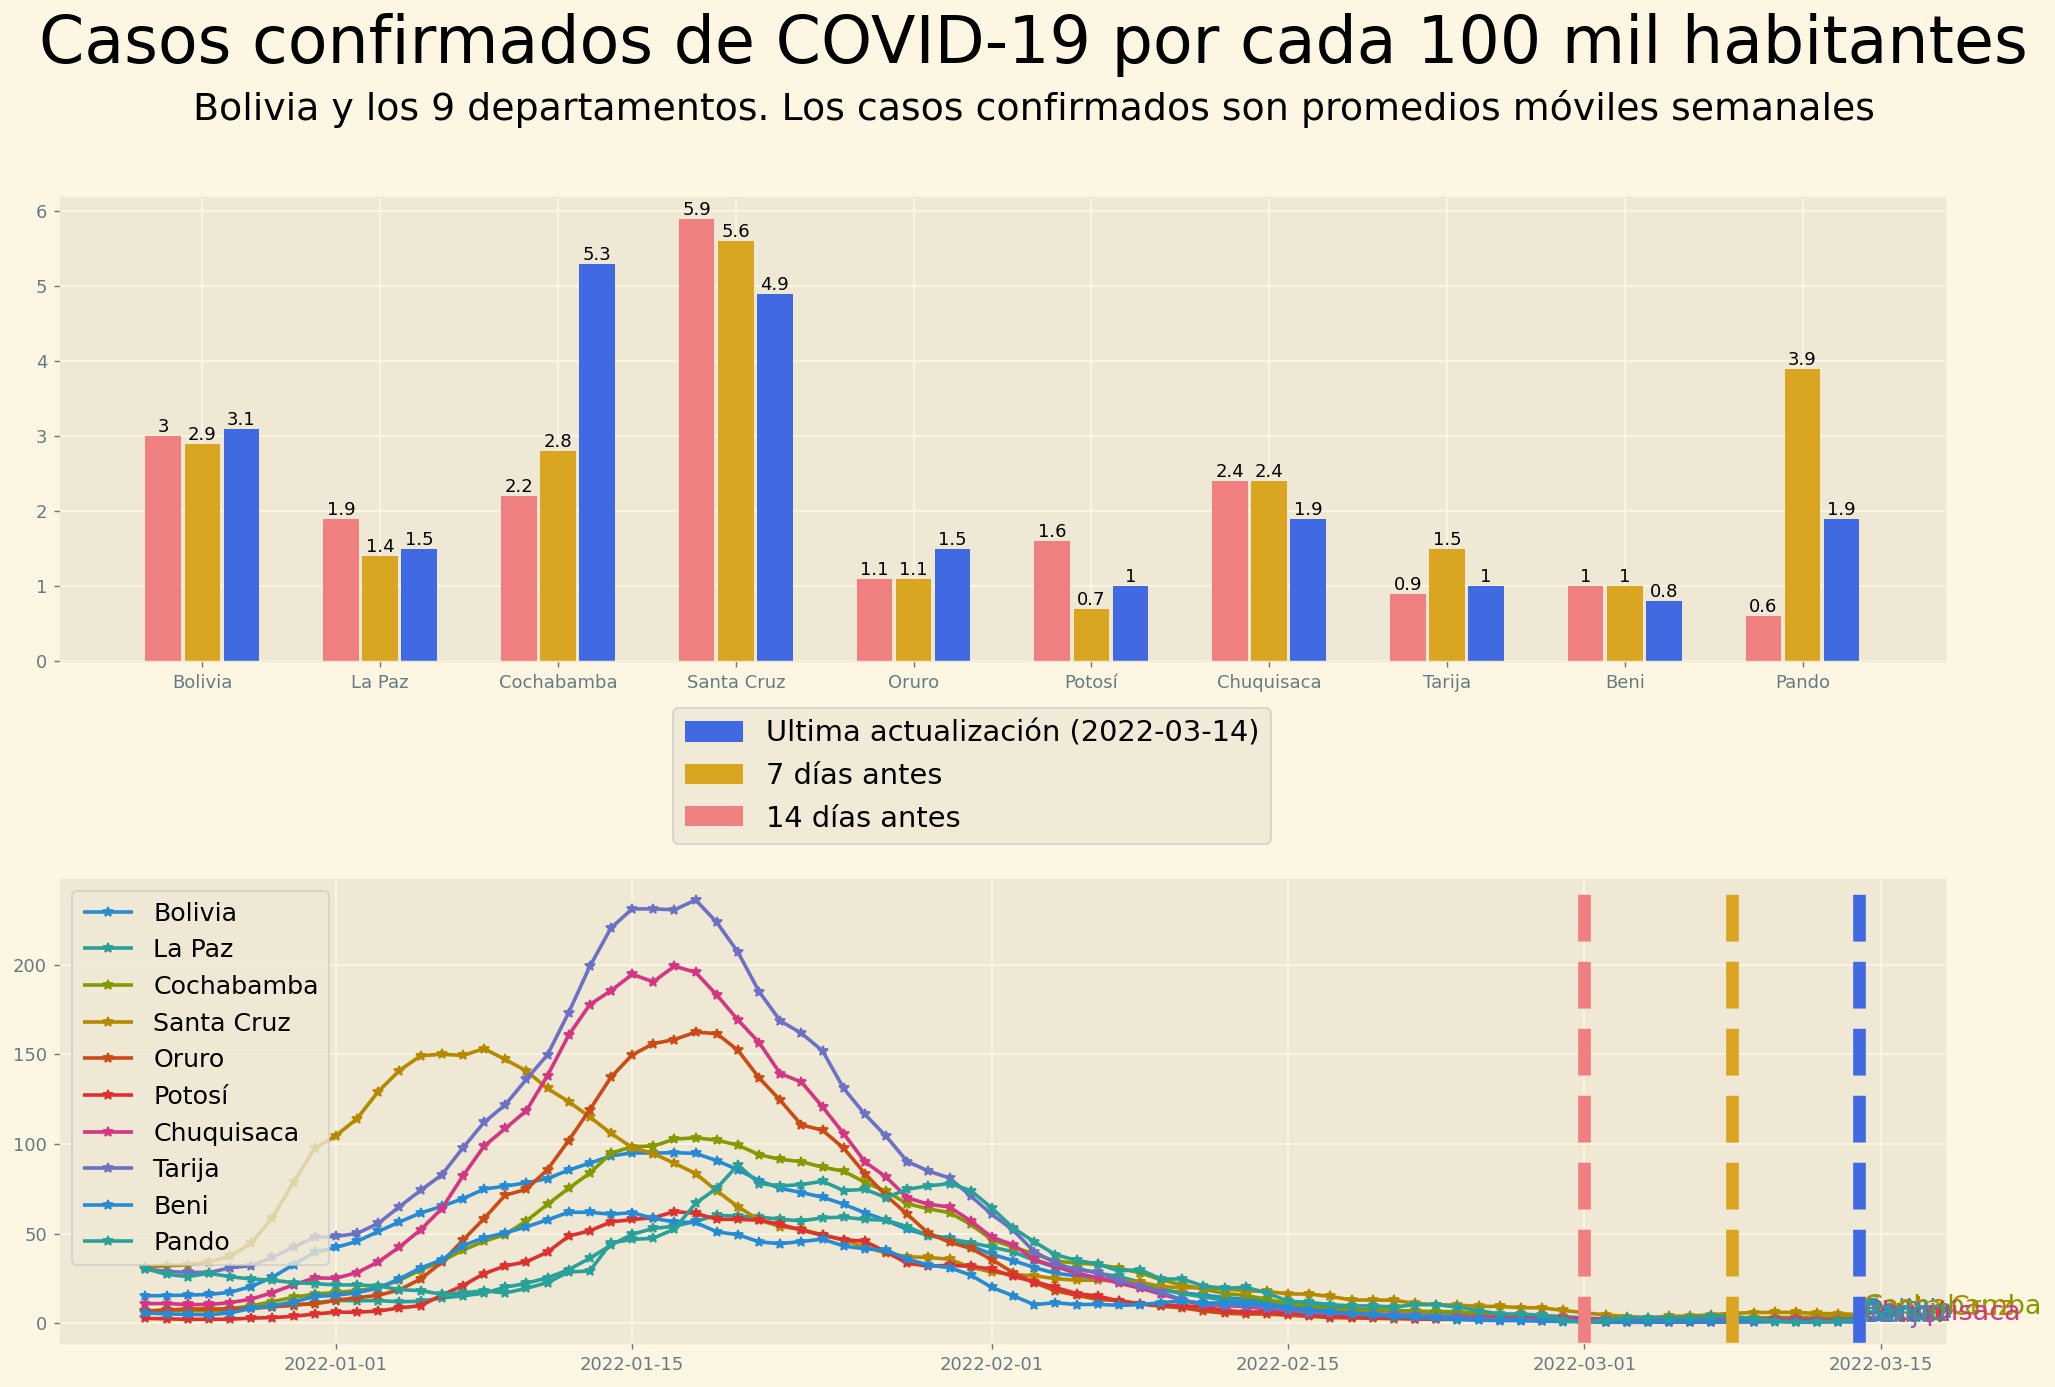 Casos confirmados de COVID-19 por cada 100 mil habitantes
Bolivia y los 9 departamentos. Los casos confirmados son promedios móviles semanales
6
5
4
3
2
1
0
3 2.9 3.1
1.9 1.4 1.5
2.2 2.8 5.3
5.9 5.6 4.9
1.1 1.1 1.5
1.6 0.7 1
2.4 2.4 1.9
0.9 1.5 1
1 1 0.8
0.6 3.9 1.9
Bolivia La Paz Cochabamba Santa Cruz Oruro Potosí Chuquisaca Tarija Beni Pando
Ultima actualización (2022-03-14)
7 días antes
14 días antes
Bolivia
La Paz
Cochabamba
Santa Cruz
Oruro
Potosí
Chuquisaca
Tarija
Beni
Pando
200
150
100
50
0
Cochabamba
Chuquisaca
2022-01-01 2022-01-15 2022-02-01 2022-02-15 2022-03-01 2022-03-15